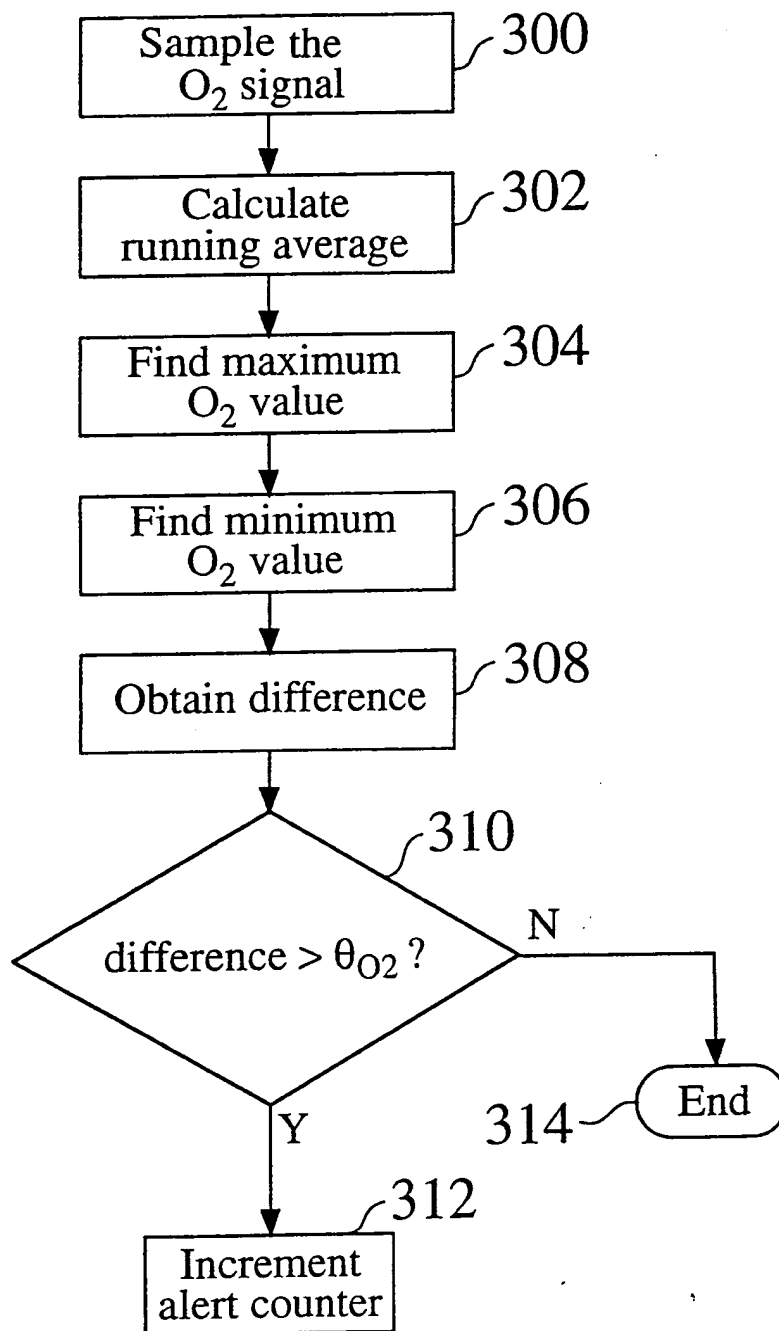 Sample the
O₂ signal
300
Calculate
running average
302
Find maximum
O₂ value
304
Find minimum
O₂ value
306
Obtain difference
308
difference > θ_O2 ?
310
N
End
314
Y
Increment
alert counter
312